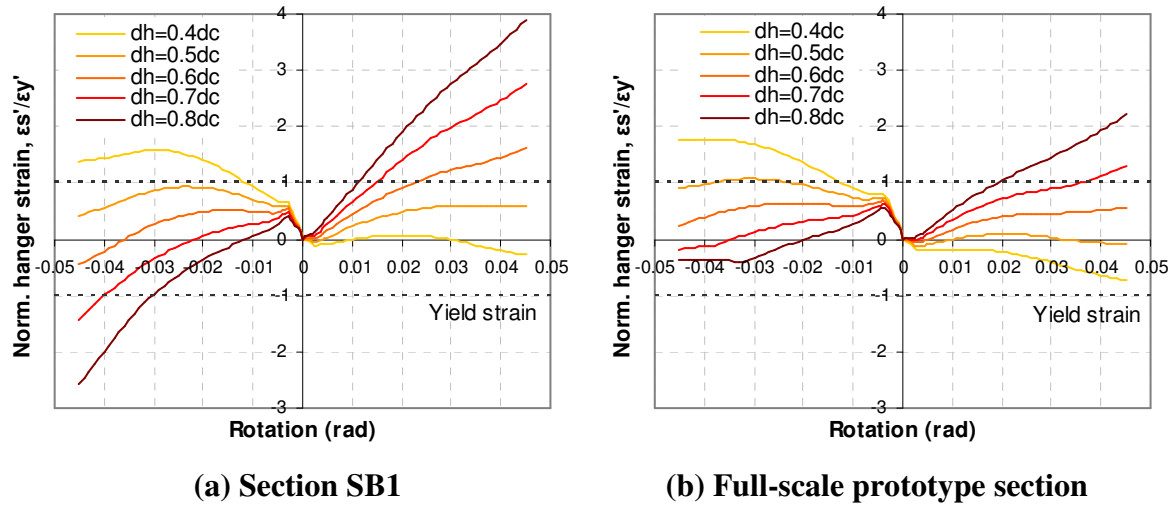 Norm. hanger strain, εs'/εy'
dh=0.4dc
dh=0.5dc
dh=0.6dc
dh=0.7dc
dh=0.8dc
4
3
2
1
0
-1
-2
-3
-0.05 -0.04 -0.03 -0.02 -0.01 0 0.01 0.02 0.03 0.04 0.05
Yield strain
Rotation (rad)
(a) Section SB1
Norm. hanger strain, εs'/εy'
dh=0.4dc
dh=0.5dc
dh=0.6dc
dh=0.7dc
dh=0.8dc
4
3
2
1
0
-1
-2
-3
-0.05 -0.04 -0.03 -0.02 -0.01 0 0.01 0.02 0.03 0.04 0.05
Yield strain
Rotation (rad)
(b) Full-scale prototype section